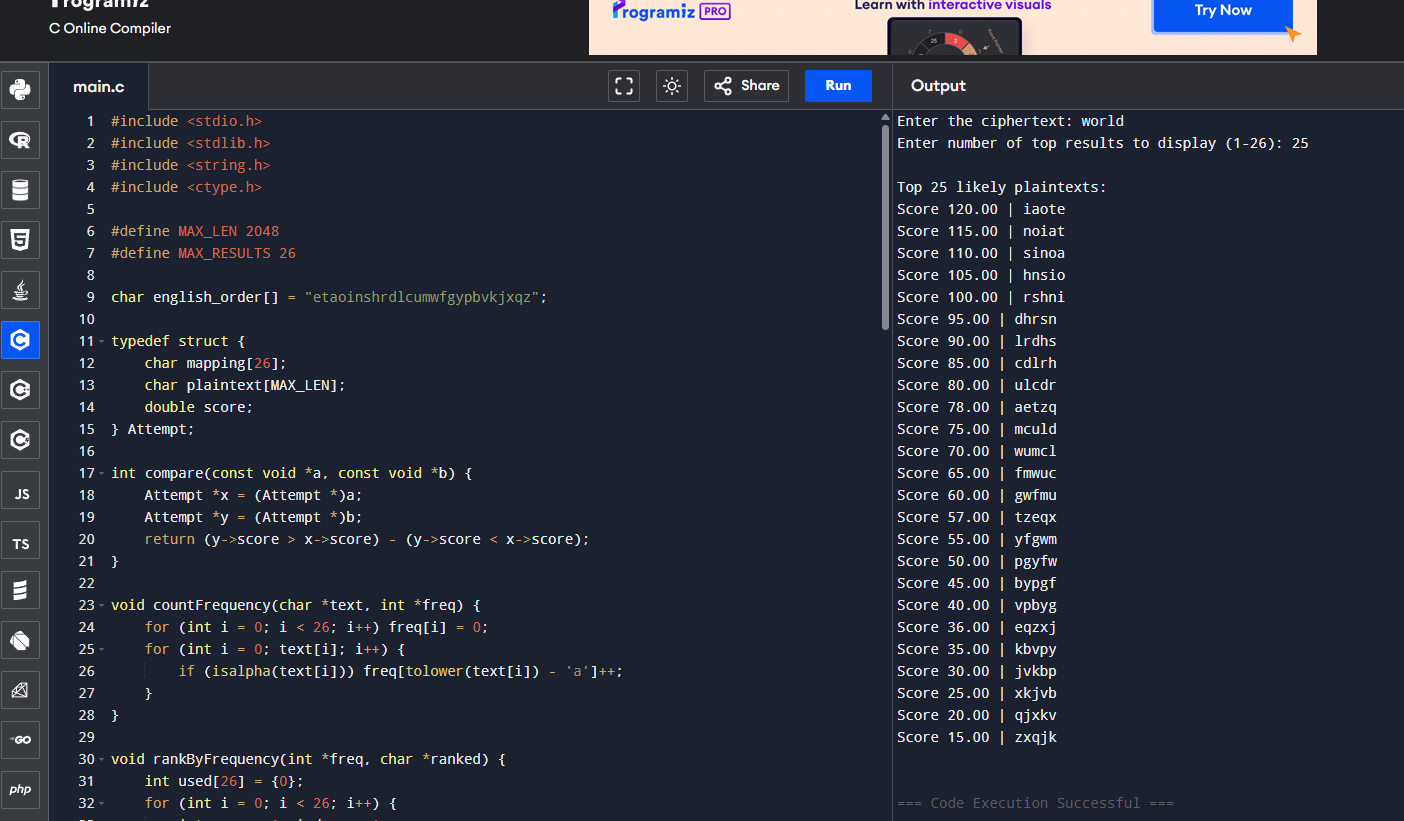 Programiz
C Online Compiler
Programiz PRO
Learn with interactive visuals
Try Now
main.c
Share
Run
Output
1 #include <stdio.h>
2 #include <stdlib.h>
3 #include <string.h>
4 #include <ctype.h>
5
6 #define MAX_LEN 2048
7 #define MAX_RESULTS 26
8
9 char english_order[] = "etaoinshrdlcumwfgypbvkjxqz";
10
11 typedef struct {
12     char mapping[26];
13     char plaintext[MAX_LEN];
14     double score;
15 } Attempt;
16
17 int compare(const void *a, const void *b) {
18     Attempt *x = (Attempt *)a;
19     Attempt *y = (Attempt *)b;
20     return (y->score > x->score) - (y->score < x->score);
21 }
22
23 void countFrequency(char *text, int *freq) {
24     for (int i = 0; i < 26; i++) freq[i] = 0;
25     for (int i = 0; text[i]; i++) {
26         if (isalpha(text[i])) freq[tolower(text[i]) - 'a']++;
27     }
28 }
29
30 void rankByFrequency(int *freq, char *ranked) {
31     int used[26] = {0};
32     for (int i = 0; i < 26; i++) {
Enter the ciphertext: world
Enter number of top results to display (1-26): 25
Top 25 likely plaintexts:
Score 120.00 | iaote
Score 115.00 | noiat
Score 110.00 | sinoa
Score 105.00 | hnsio
Score 100.00 | rshni
Score 95.00 | dhrsn
Score 90.00 | lrdhs
Score 85.00 | cdlrh
Score 80.00 | ulcdr
Score 78.00 | aetzq
Score 75.00 | mculd
Score 70.00 | wumcl
Score 65.00 | fmwuc
Score 60.00 | gwfmu
Score 57.00 | tzeqx
Score 55.00 | yfgwm
Score 50.00 | pgyfw
Score 45.00 | bypgf
Score 40.00 | vpbyg
Score 36.00 | eqzxj
Score 35.00 | kbvpy
Score 30.00 | jvkbp
Score 25.00 | xkjvb
Score 20.00 | qjxkv
Score 15.00 | zxqjk
=== Code Execution Successful ===
JS
TS
GO
php